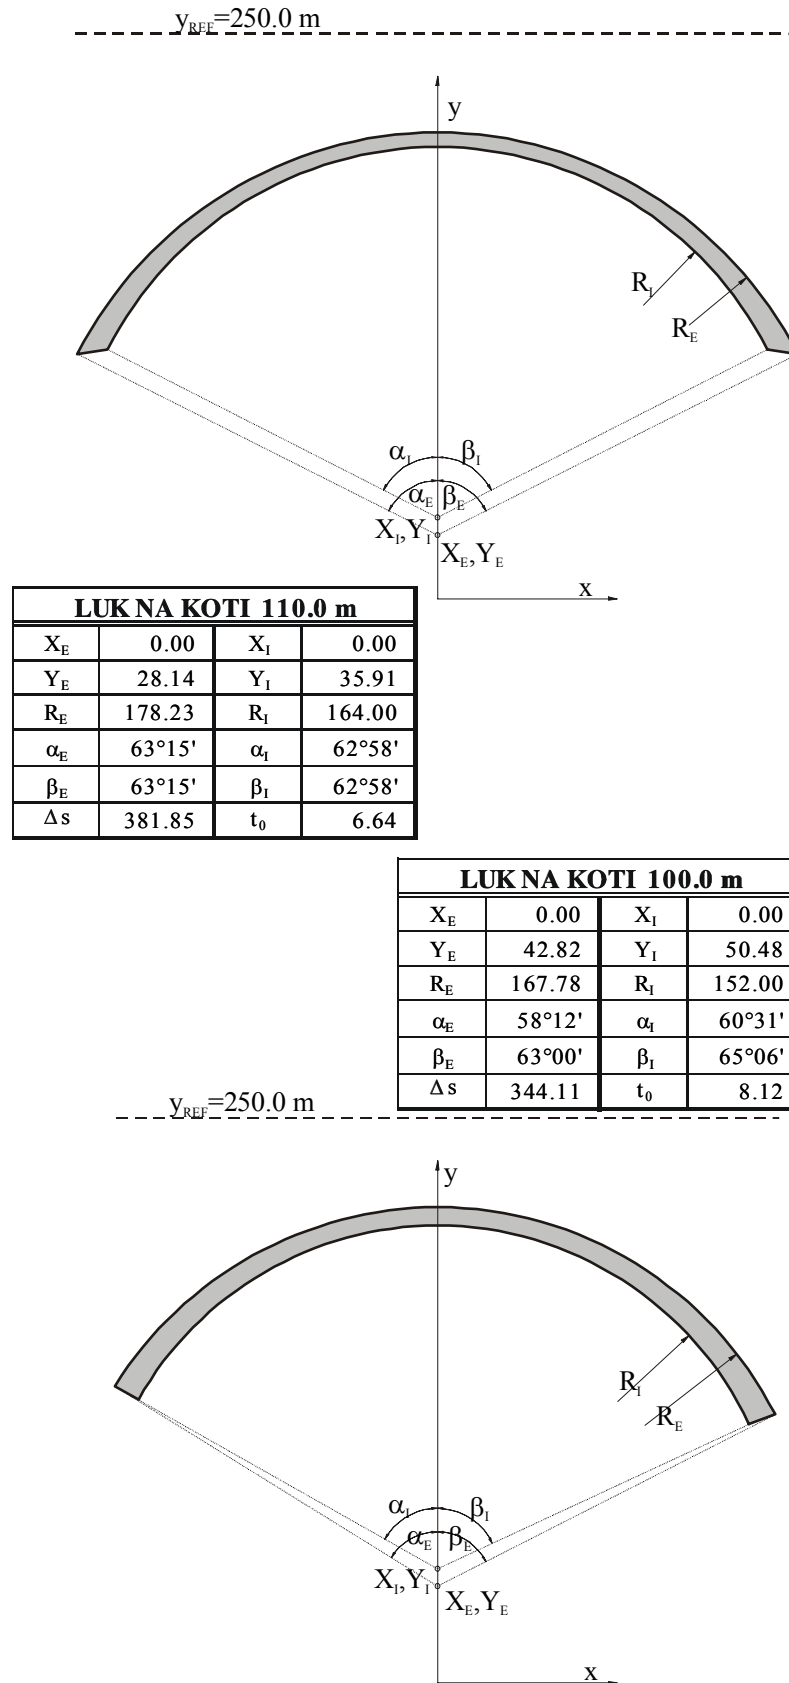 y_REF=250.0 m
y
R_I
R_E
α_I β_I
α_E β_E
X_I,Y_I
X_E,Y_E
x
LUK NA KOTI 110.0 m
X_E 0.00 X_I 0.00
Y_E 28.14 Y_I 35.91
R_E 178.23 R_I 164.00
α_E 63°15' α_I 62°58'
β_E 63°15' β_I 62°58'
Δs 381.85 t_0 6.64
LUK NA KOTI 100.0 m
X_E 0.00 X_I 0.00
Y_E 42.82 Y_I 50.48
R_E 167.78 R_I 152.00
α_E 58°12' α_I 60°31'
β_E 63°00' β_I 65°06'
Δs 344.11 t_0 8.12
y_REF=250.0 m
y
R_I
R_E
α_I β_I
α_E β_E
X_I,Y_I
X_E,Y_E
x